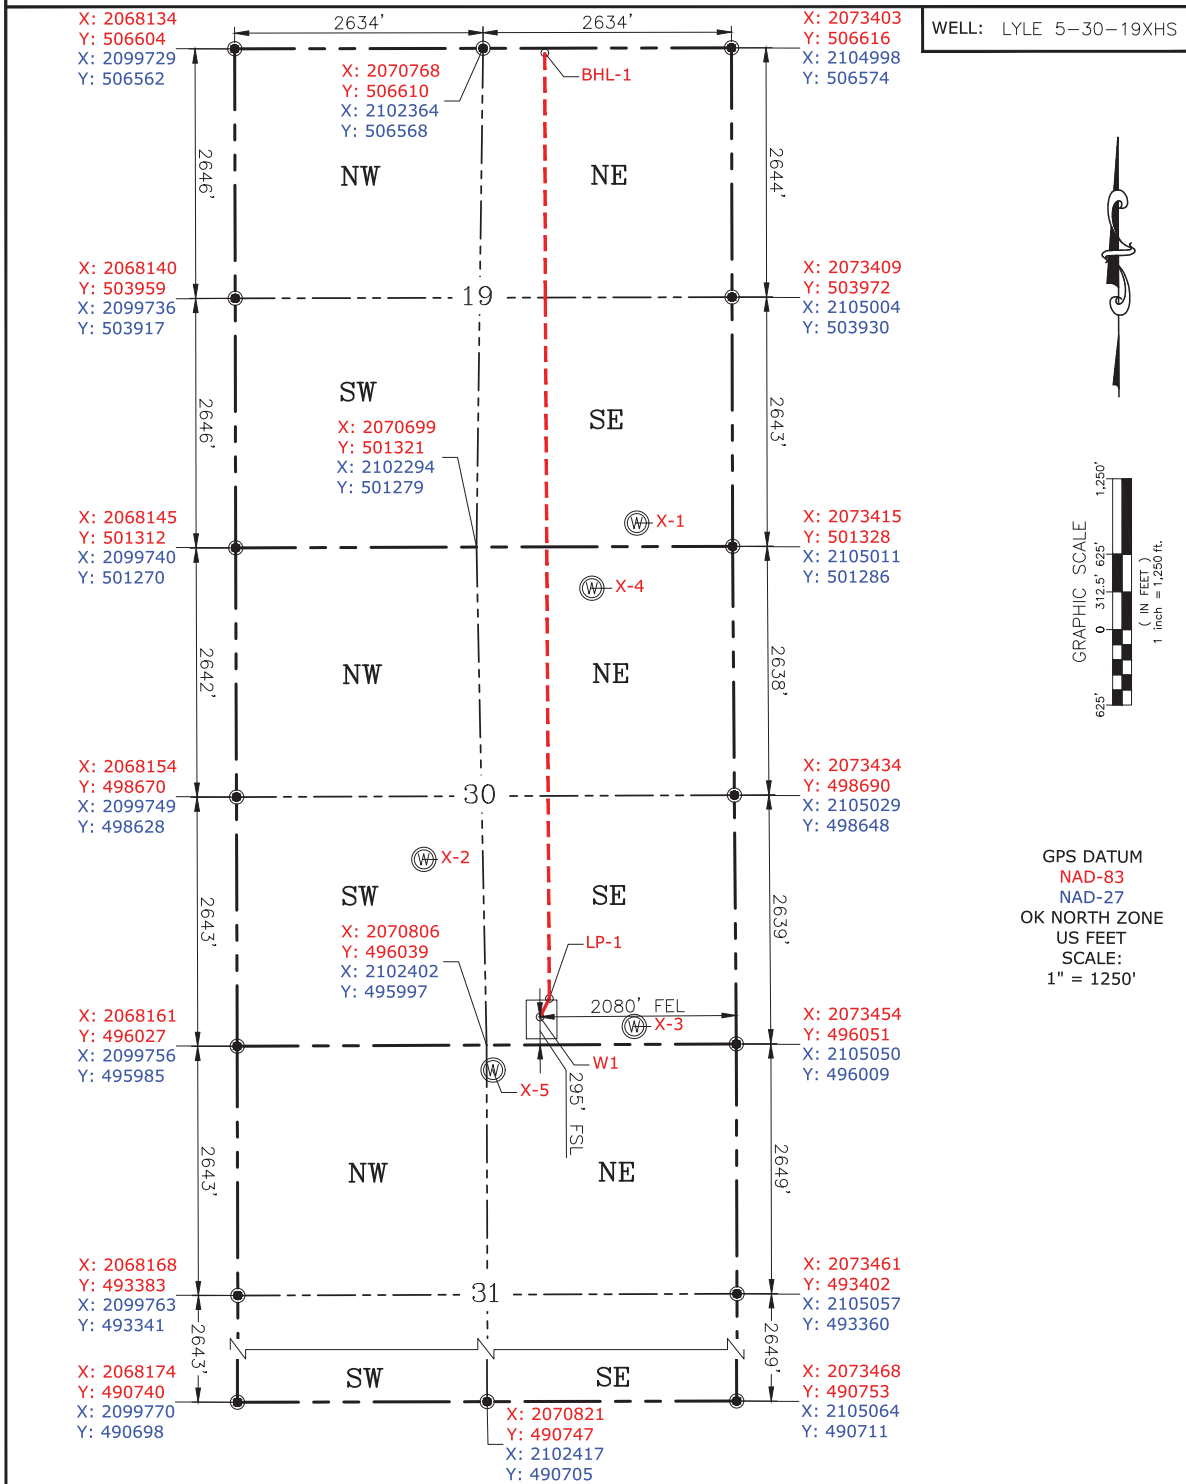 WELL: LYLE 5-30-19XHS
2634'
2634'
X: 2068134
Y: 506604
X: 2099729
Y: 506562
X: 2070768
Y: 506610
X: 2102364
Y: 506568
BHL-1
X: 2073403
Y: 506616
X: 2104998
Y: 506574
2646'
NW
NE
2644'
X: 2068140
Y: 503959
X: 2099736
Y: 503917
19
X: 2073409
Y: 503972
X: 2105004
Y: 503930
2646'
SW
SE
2643'
X: 2070699
Y: 501321
X: 2102294
Y: 501279
X-1
X: 2068145
Y: 501312
X: 2099740
Y: 501270
X: 2073415
Y: 501328
X: 2105011
Y: 501286
X-4
2642'
NW
NE
2638'
X: 2068154
Y: 498670
X: 2099749
Y: 498628
30
X: 2073434
Y: 498690
X: 2105029
Y: 498648
X-2
2643'
SW
SE
2639'
X: 2070806
Y: 496039
X: 2102402
Y: 495997
LP-1
2080' FEL
X-3
X: 2068161
Y: 496027
X: 2099756
Y: 495985
X: 2073454
Y: 496051
X: 2105050
Y: 496009
W1
X-5
295' FSL
2643'
NW
NE
2649'
X: 2068168
Y: 493383
X: 2099763
Y: 493341
31
X: 2073461
Y: 493402
X: 2105057
Y: 493360
2643'
SW
SE
2649'
X: 2068174
Y: 490740
X: 2099770
Y: 490698
X: 2070821
Y: 490747
X: 2102417
Y: 490705
X: 2073468
Y: 490753
X: 2105064
Y: 490711
W
W
W
W
W
GRAPHIC SCALE
625' 0 312.5' 625' 1,250'
( IN FEET )
1 inch = 1,250 ft.
GPS DATUM
NAD-83
NAD-27
OK NORTH ZONE
US FEET
SCALE:
1" = 1250'